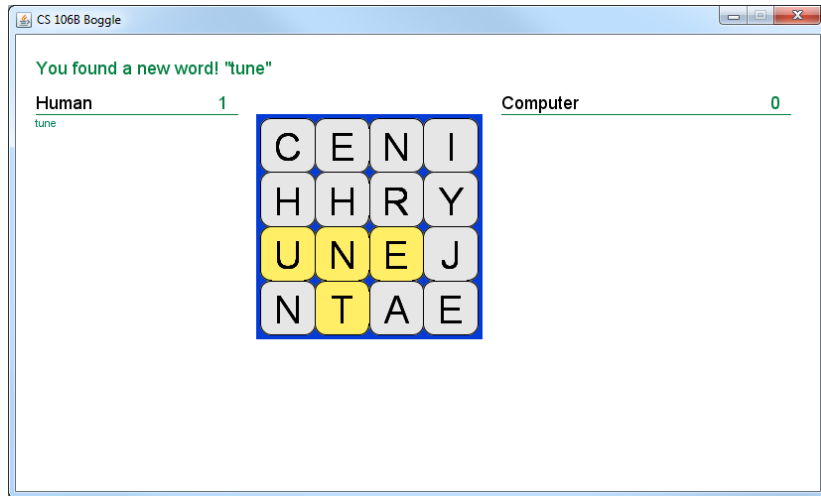 CS 106B Boggle
You found a new word! "tune"
Human 1
Computer 0
tune
C E N I
H H R Y
U N E J
N T A E